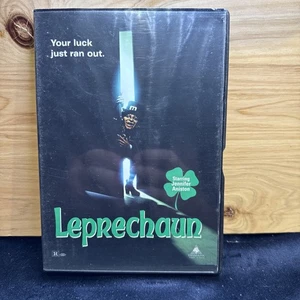 Your luck
just ran out.
Starring
Jennifer
Aniston
Leprechaun